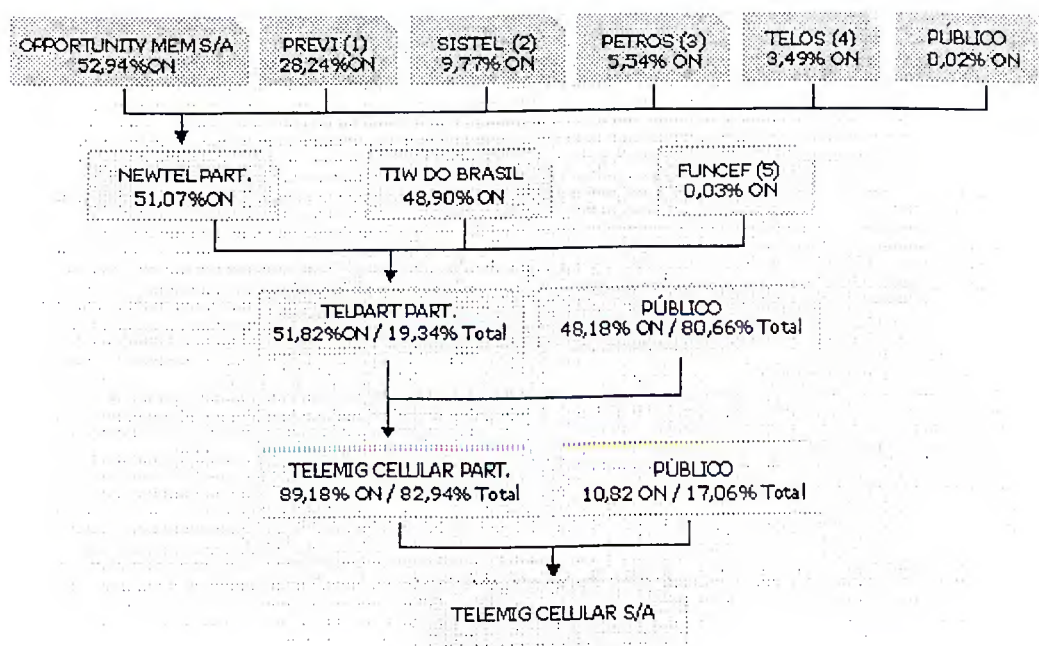 OPPORTUNITY MEM S/A
52,94%ON
PREVI (1)
28,24%ON
SISTEL (2)
9,77% ON
PETROS (3)
5,54% ON
TELOS (4)
3,49% ON
PÚBLICO
0,02% ON
NEWTEL PART.
51,07%ON
TIW DO BRASIL
48,90% ON
FUNCEF (5)
0,03% ON
TELPART PART.
51,82%ON / 19,34% Total
PÚBLICO
48,18% ON / 80,66% Total
TELEMIG CELULAR PART.
89,18% ON / 82,94% Total
PÚBLICO
10,82 ON / 17,06% Total
TELEMIG CELULAR S/A